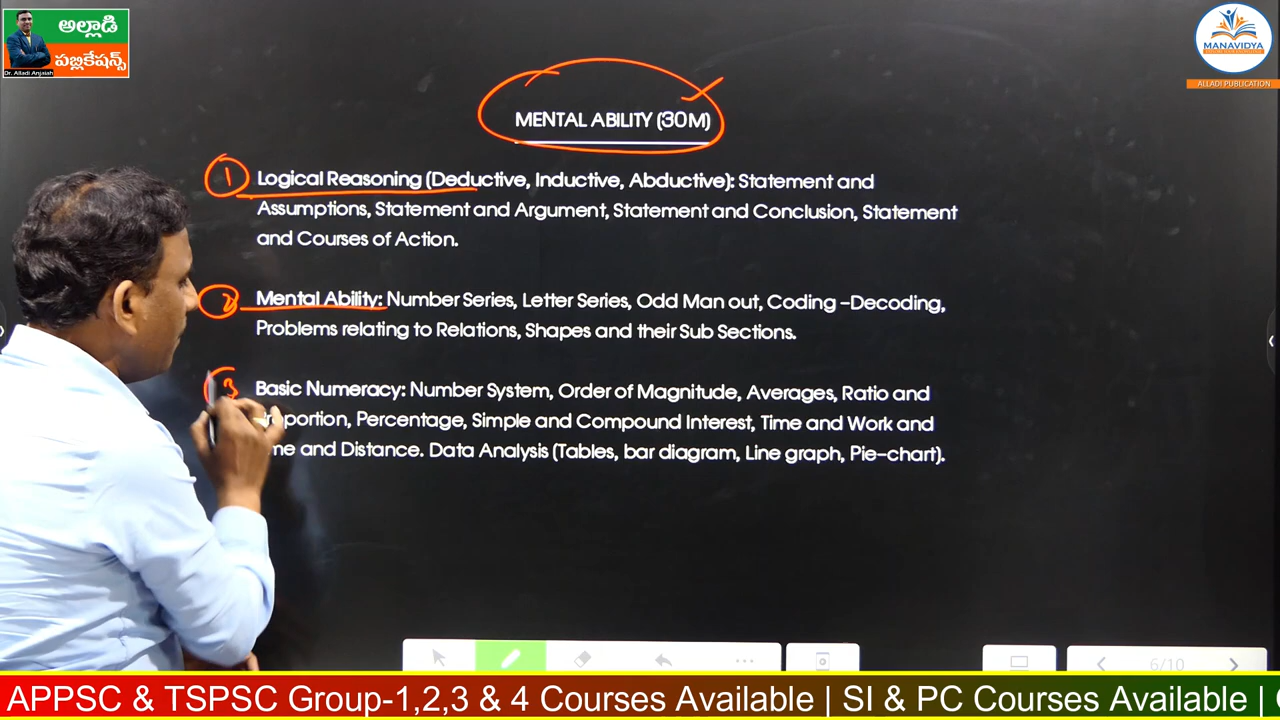 అల్లాడి
పబ్లికేషన్స్
Dr. Alladi Anjaiah
MANAVIDYA
ALLADI PUBLICATION
MENTAL ABILITY (30M)
1 Logical Reasoning (Deductive, Inductive, Abductive): Statement and
Assumptions, Statement and Argument, Statement and Conclusion, Statement
and Courses of Action.
2 Mental Ability: Number Series, Letter Series, Odd Man out, Coding –Decoding,
Problems relating to Relations, Shapes and their Sub Sections.
3 Basic Numeracy: Number System, Order of Magnitude, Averages, Ratio and
portion, Percentage, Simple and Compound Interest, Time and Work and
me and Distance. Data Analysis (Tables, bar diagram, Line graph, Pie–chart).
6/10
APPSC & TSPSC Group-1,2,3 & 4 Courses Available | SI & PC Courses Available |